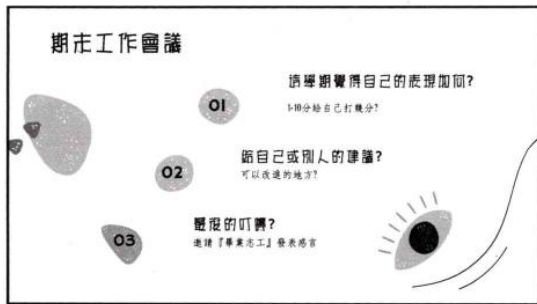 期末工作會議
01
這學期覺得自己的表現如何?
1-10分給自己打幾分?
02
給自己或別人的建議?
可以改進的地方?
03
最後的叮嚀?
邀請『畢業志工』發表感言